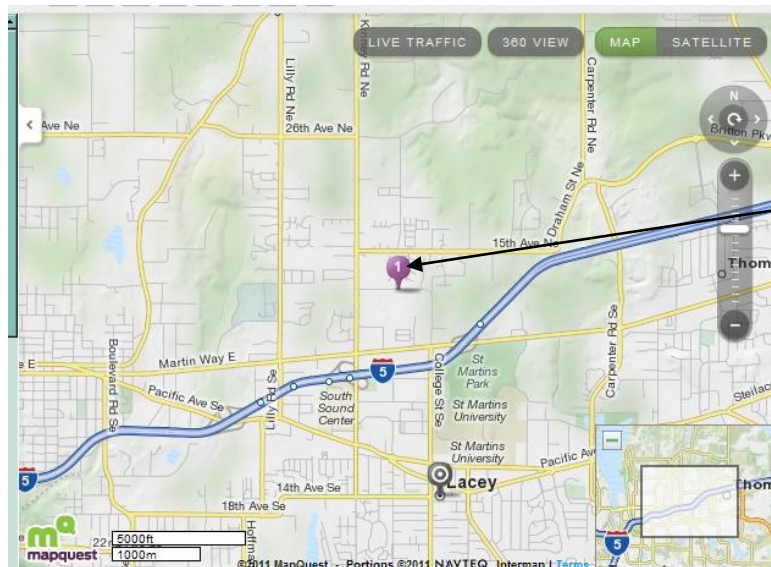 LIVE TRAFFIC
360 VIEW
MAP
SATELLITE
Lilly Rd Ne
Carpenter Rd Ne
N
Ave Ne
26th Ave Ne
Britton Pkw
Draham St Ne
15th Ave Ne
1
Thom
Martin Way E
5
Boulevard Rd Se
Pacific Ave Se
Lilly Rd Se
South
Sound
Center
College St Se
St
Martins
Park
St Martins
University
St Martins
University
Carpenter Rd Se
Steilac
Pacific Av
Lacey
14th Ave Se
18th Ave Se
5
Hoffma
5000ft
1000m
mapquest
©2011 MapQuest - Portions ©2011 NAVTEQ, Intermap | Terms
Thom
5